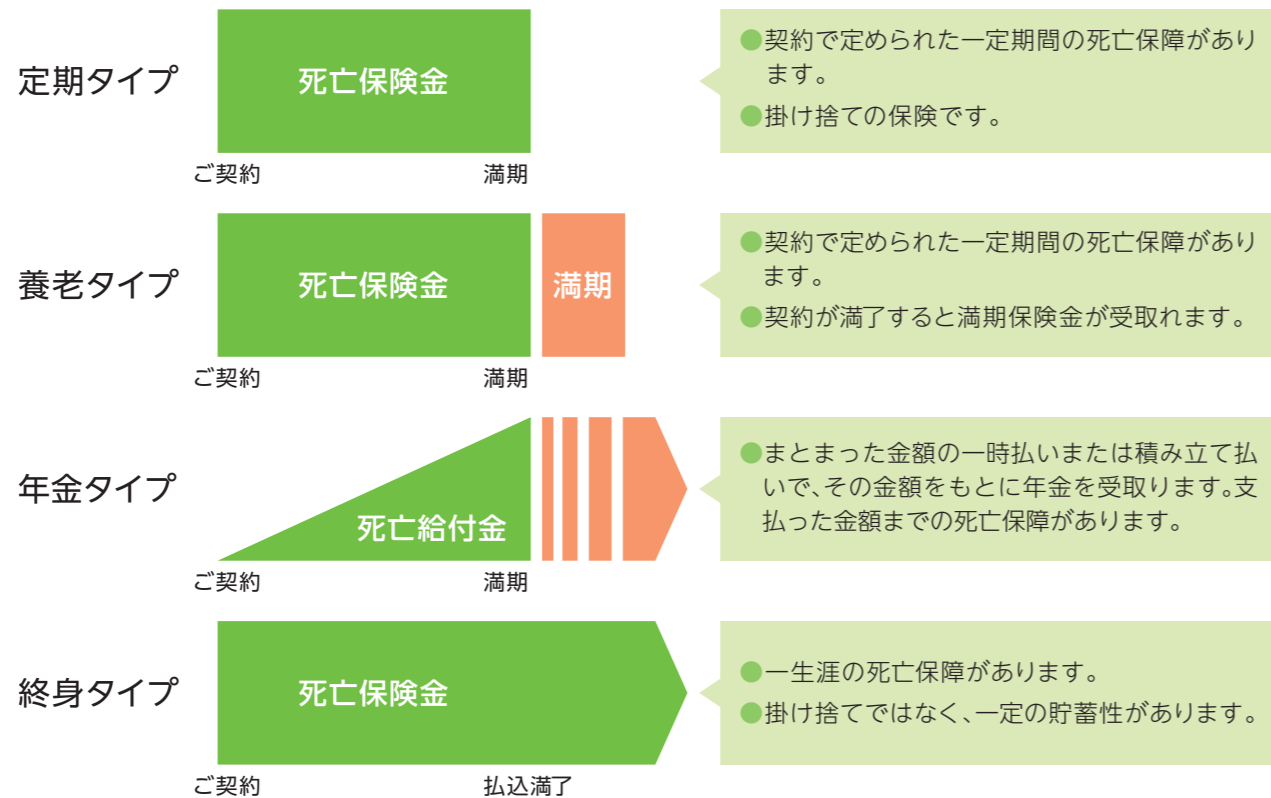 定期タイプ
死亡保険金
ご契約
満期
●契約で定められた一定期間の死亡保障があり
ます。
●掛け捨ての保険です。
養老タイプ
死亡保険金
満期
ご契約
満期
●契約で定められた一定期間の死亡保障があり
ます。
●契約が満了すると満期保険金が受取れます。
年金タイプ
死亡給付金
ご契約
満期
●まとまった金額の一時払いまたは積み立て払
いで、その金額をもとに年金を受取ります。支
払った金額までの死亡保障があります。
終身タイプ
死亡保険金
ご契約
払込満了
●一生涯の死亡保障があります。
●掛け捨てではなく、一定の貯蓄性があります。